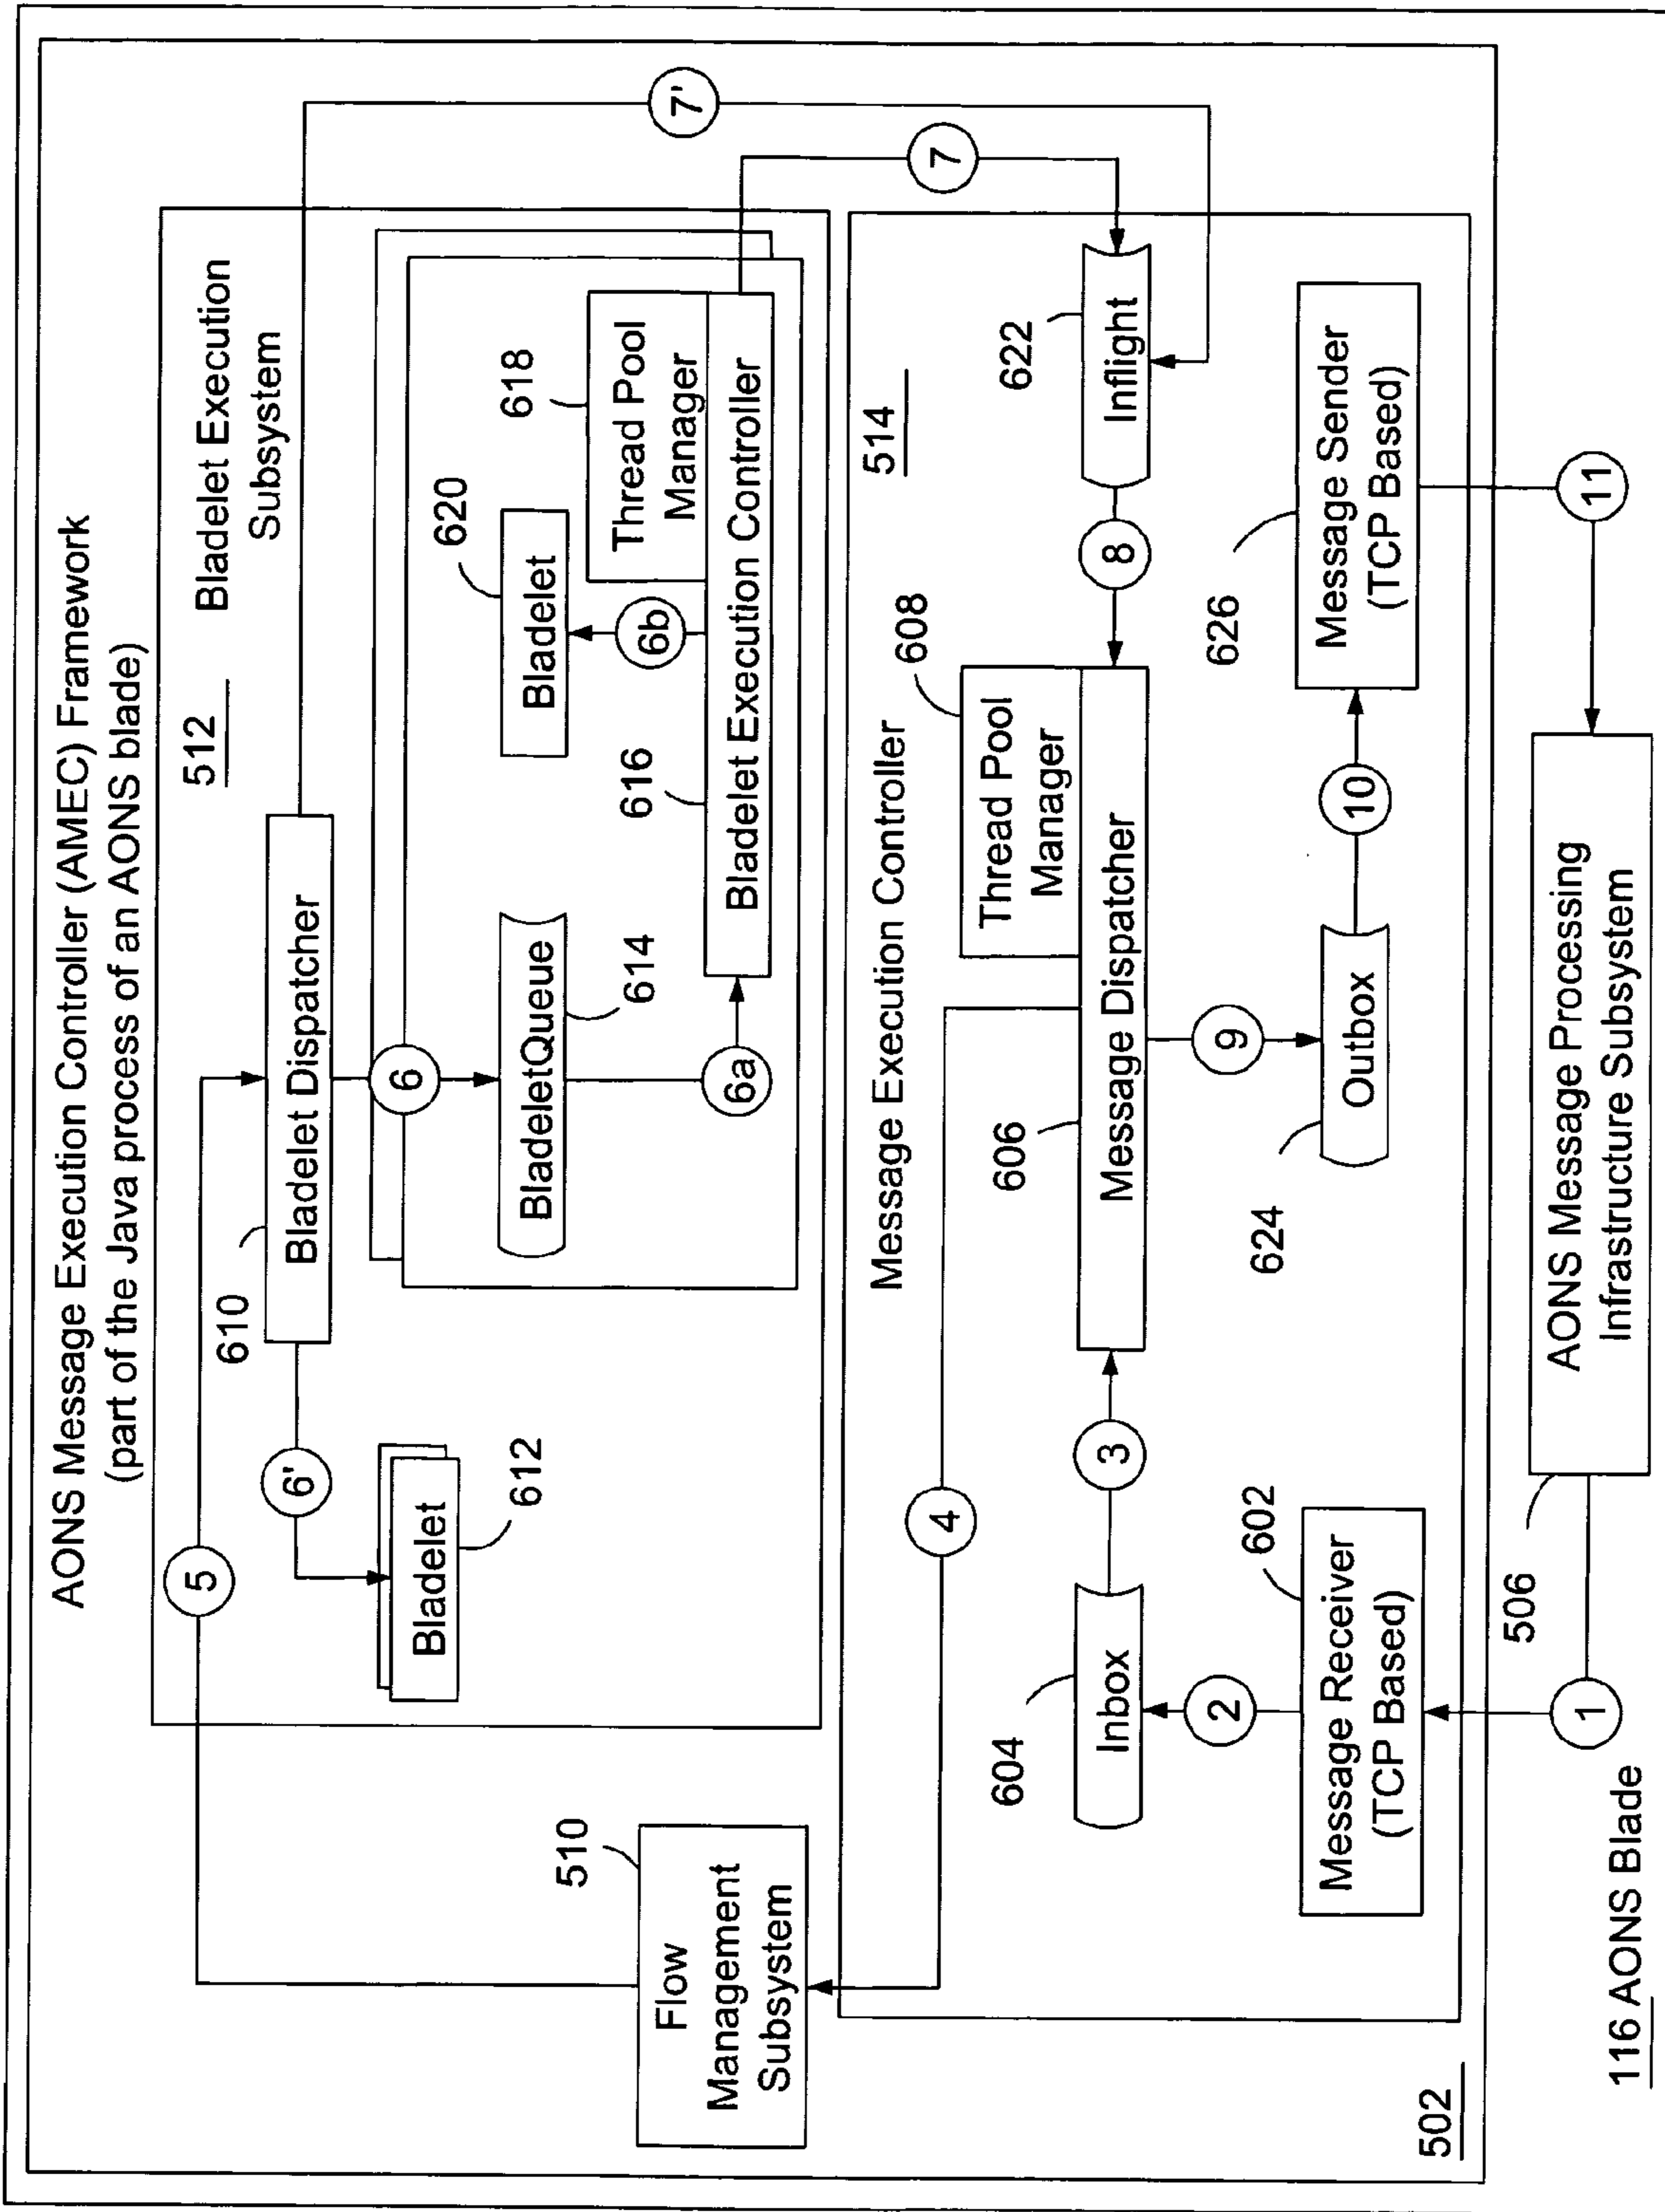 AONS Message Execution Controller (AMEC) Framework
(part of the Java process of an AONS blade)
512
Bladelet Execution
Subsystem
5
610
Bladelet Dispatcher
6'
7'
Bladelet
612
6
BladeletQueue
614
6a
620
Bladelet
6b
618
Thread Pool
Manager
616
Bladelet Execution Controller
7
510
Flow
Management
Subsystem
Message Execution Controller
514
4
608
Thread Pool
Manager
622
Inflight
604
Inbox
3
606
Message Dispatcher
8
2
9
602
Message Receiver
(TCP Based)
624
Outbox
10
626
Message Sender
(TCP Based)
502
1
506
AONS Message Processing
Infrastructure Subsystem
11
116 AONS Blade